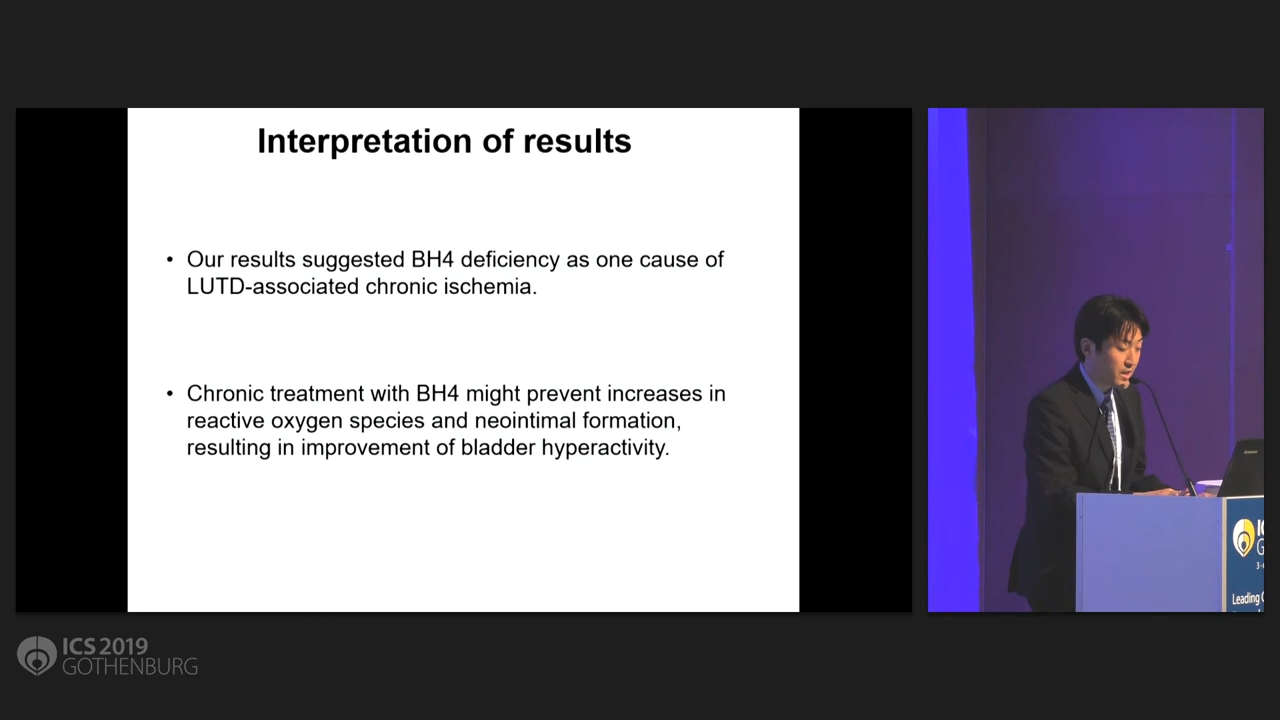 Interpretation of results
• Our results suggested BH4 deficiency as one cause of
LUTD-associated chronic ischemia.
• Chronic treatment with BH4 might prevent increases in
reactive oxygen species and neointimal formation,
resulting in improvement of bladder hyperactivity.
ICS 2019
GOTHENBURG
Leading